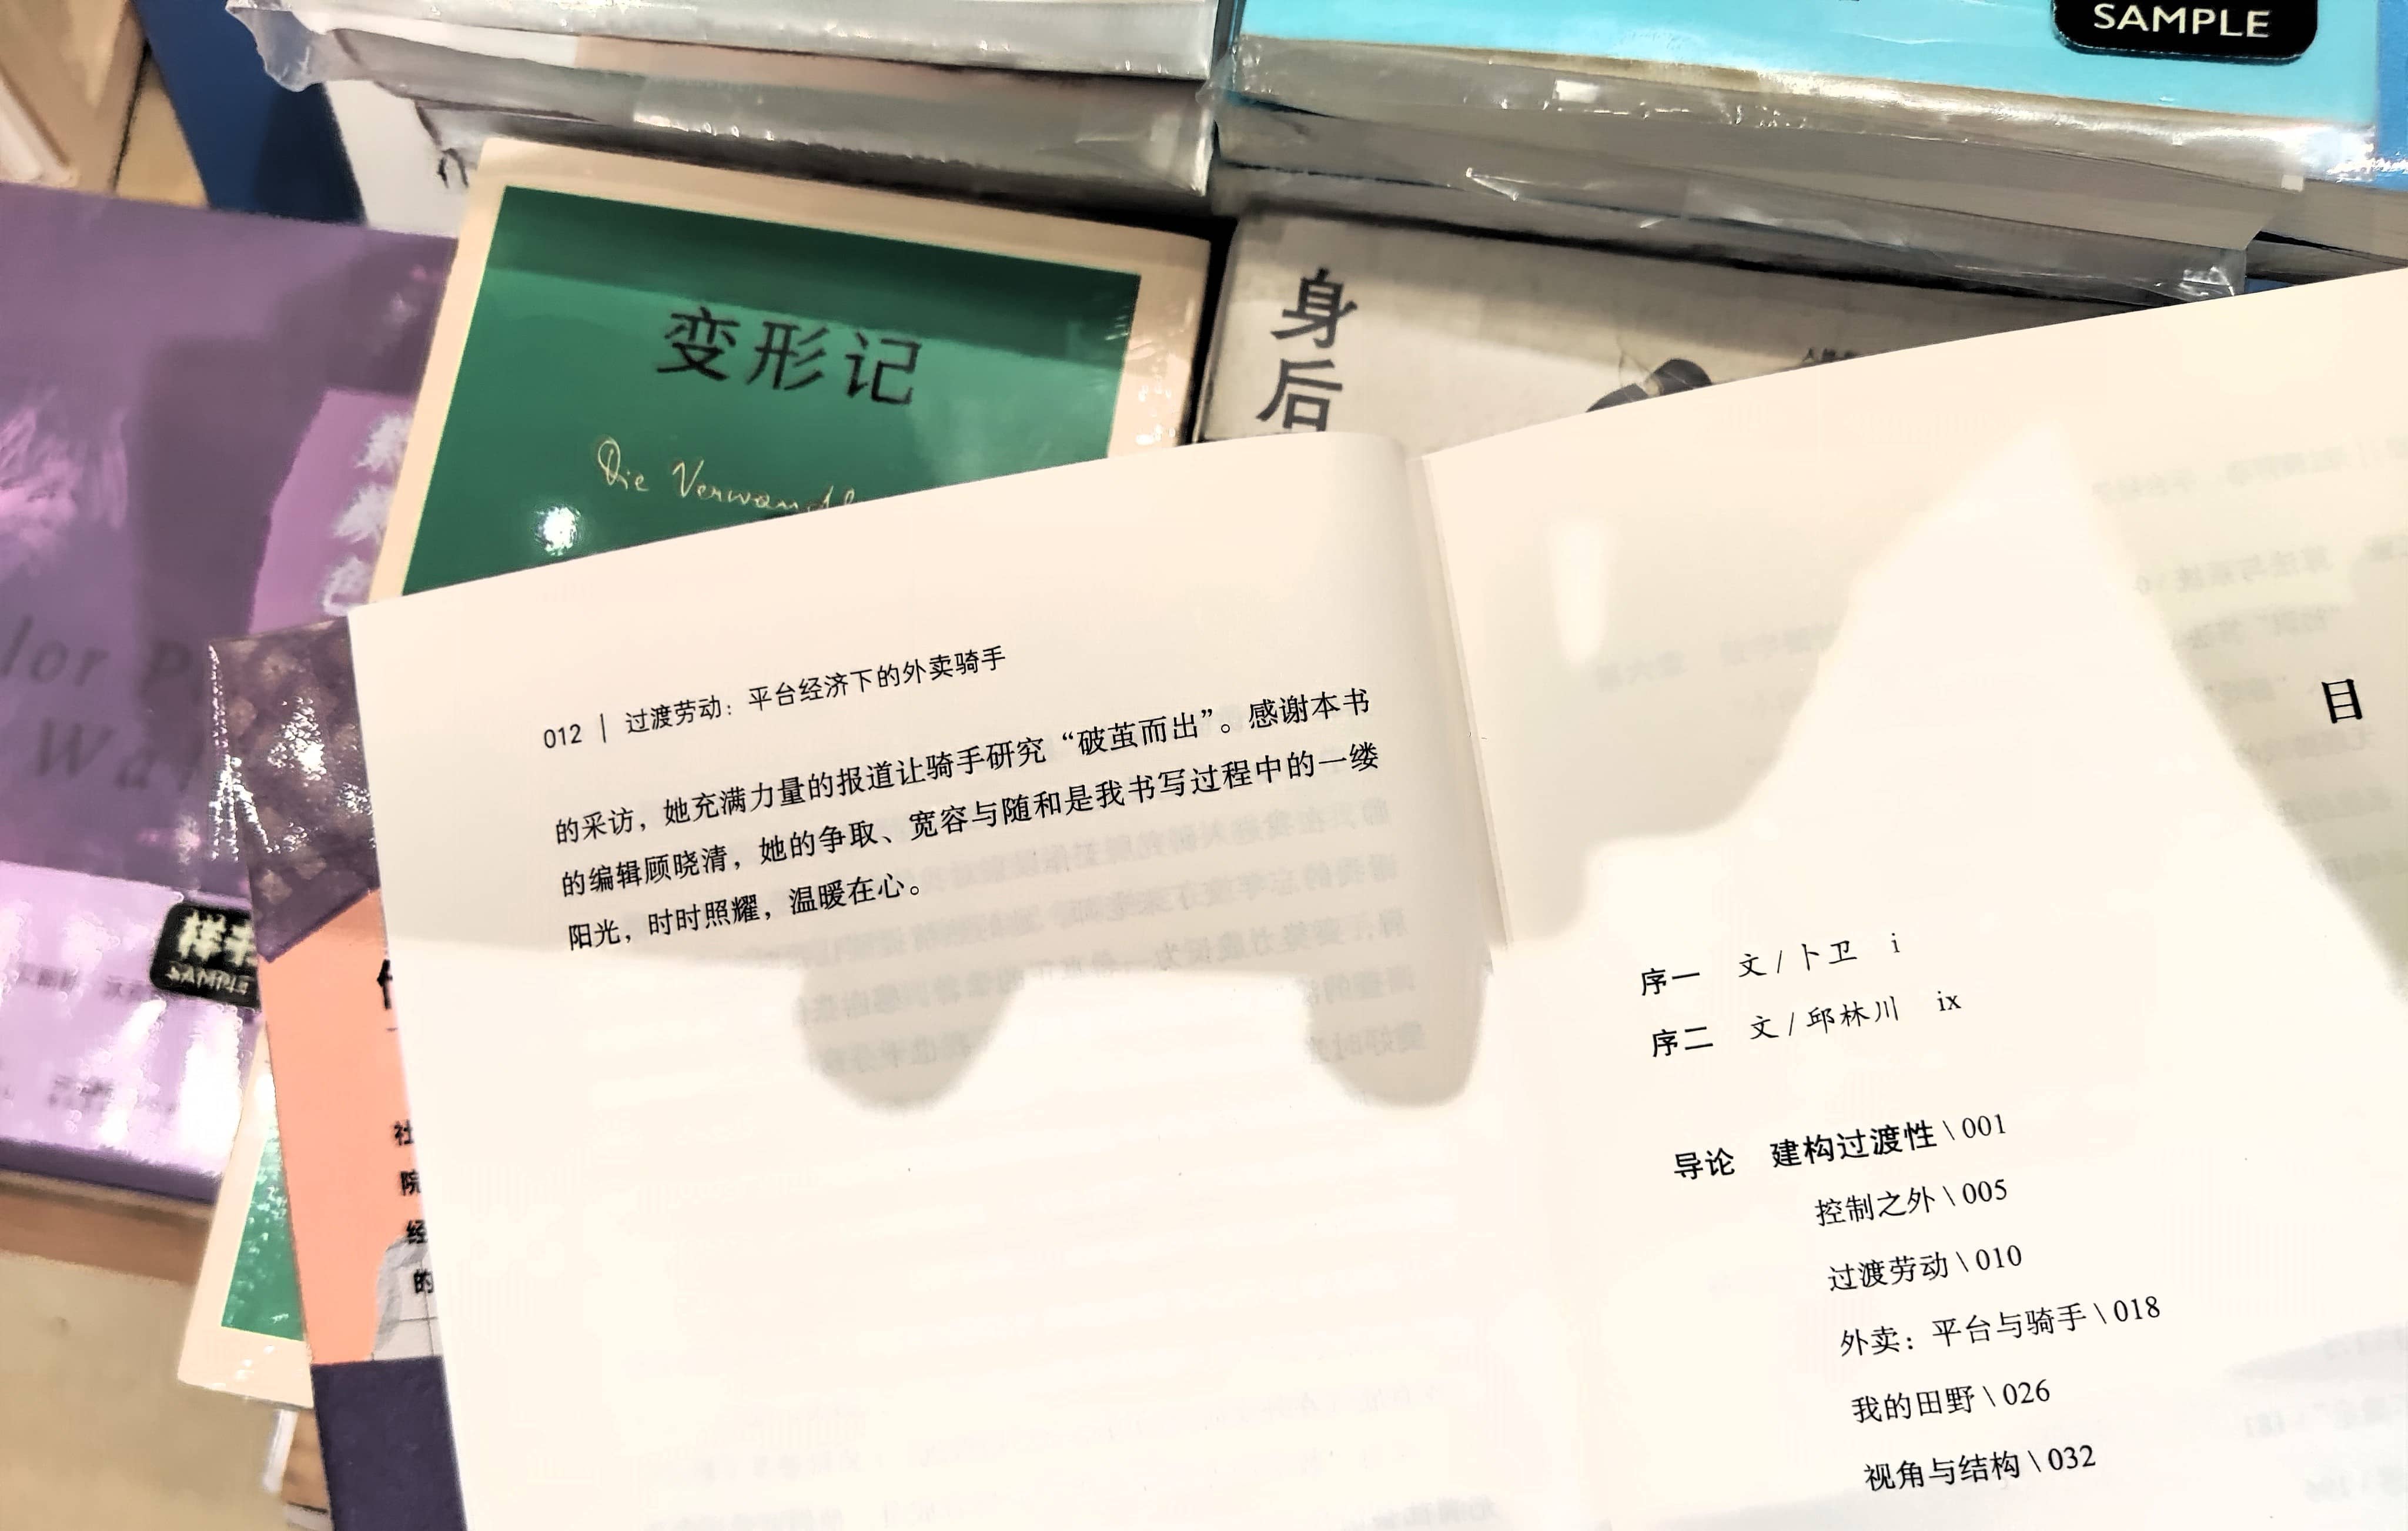 SAMPLE
变形记
Die Verwandl
身后
样书
SAMPLE
lor P
Wal
社
院
经
的
012 | 过渡劳动：平台经济下的外卖骑手
的采访，她充满力量的报道让骑手研究“破茧而出”。感谢本书
的编辑顾晓清，她的争取、宽容与随和是我书写过程中的一缕
阳光，时时照耀，温暖在心。
目
序一 文 / 卜卫 i
序二 文 / 邱林川 ix
导论 建构过渡性 \ 001
控制之外 \ 005
过渡劳动 \ 010
外卖：平台与骑手 \ 018
我的田野 \ 026
视角与结构 \ 032